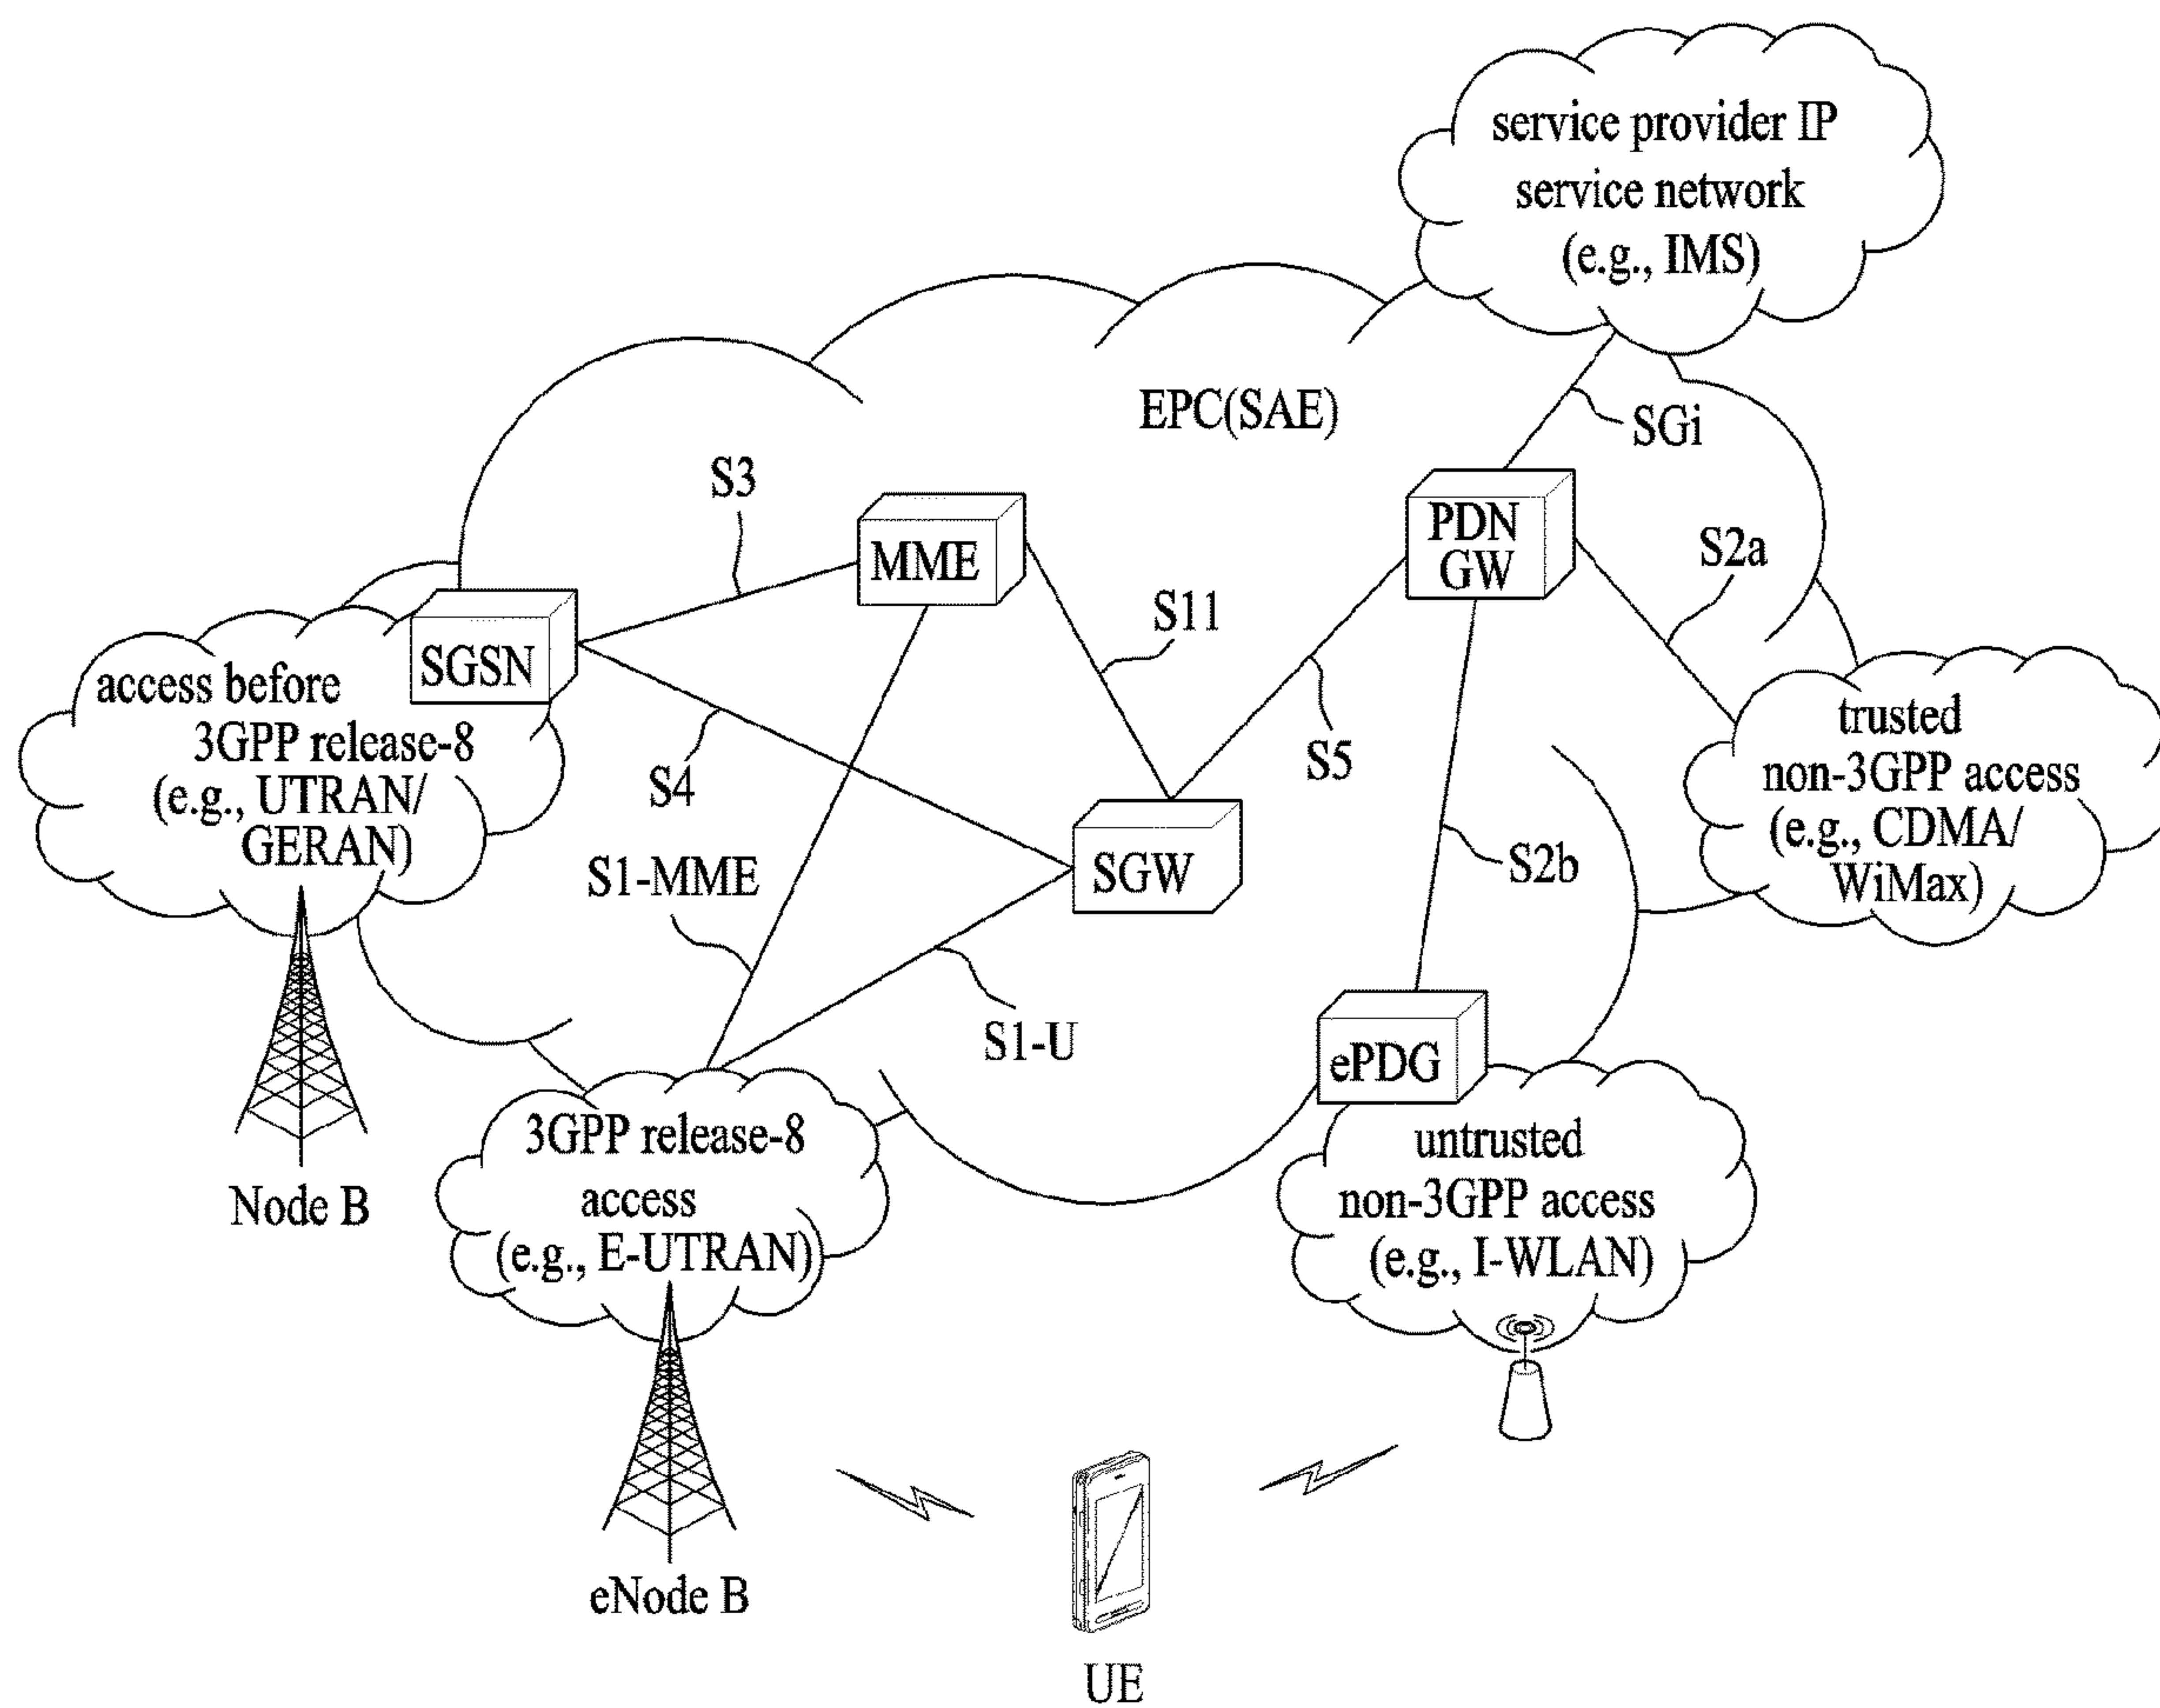 service provider IP
service network
(e.g., IMS)
EPC(SAE)
SGi
S3
MME
PDN
GW
S2a
S11
SGSN
access before
3GPP release-8
(e.g., UTRAN/
GERAN)
S4
S5
trusted
non-3GPP access
(e.g., CDMA/
WiMax)
S1-MME
SGW
S2b
S1-U
ePDG
3GPP release-8
access
(e.g., E-UTRAN)
untrusted
non-3GPP access
(e.g., I-WLAN)
Node B
eNode B
UE